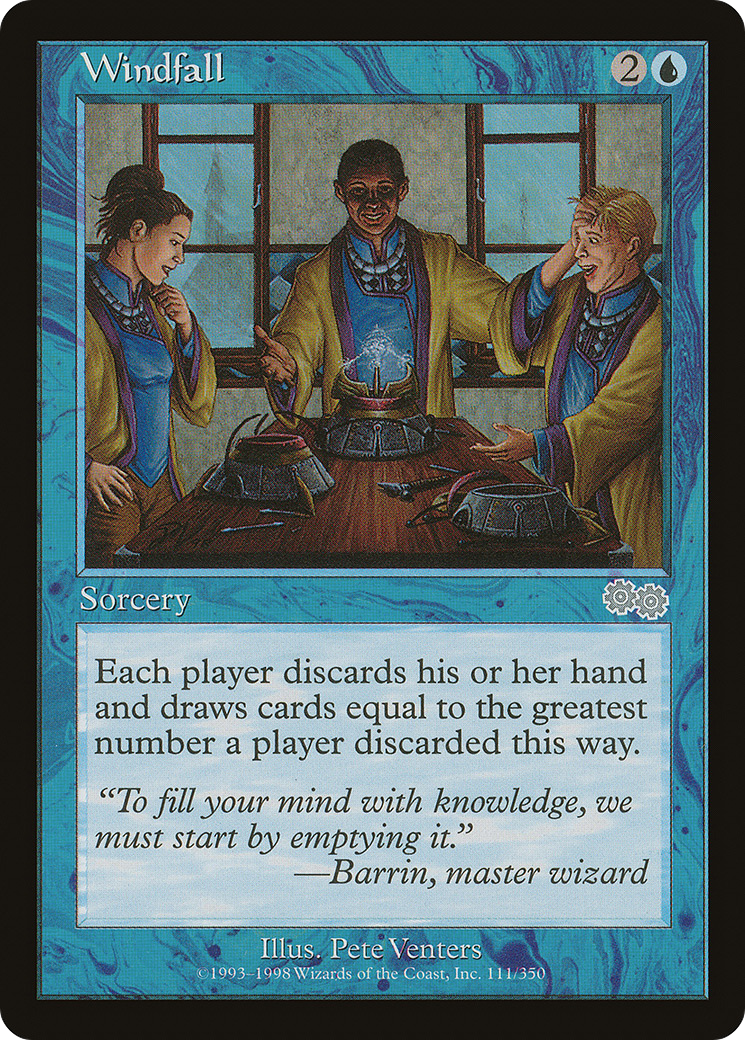 Windfall 2
Sorcery
Each player discards his or her hand
and draws cards equal to the greatest
number a player discarded this way.
“To fill your mind with knowledge, we
must start by emptying it.”
—Barrin, master wizard
Illus. Pete Venters
©1993–1998 Wizards of the Coast, Inc. 111/350